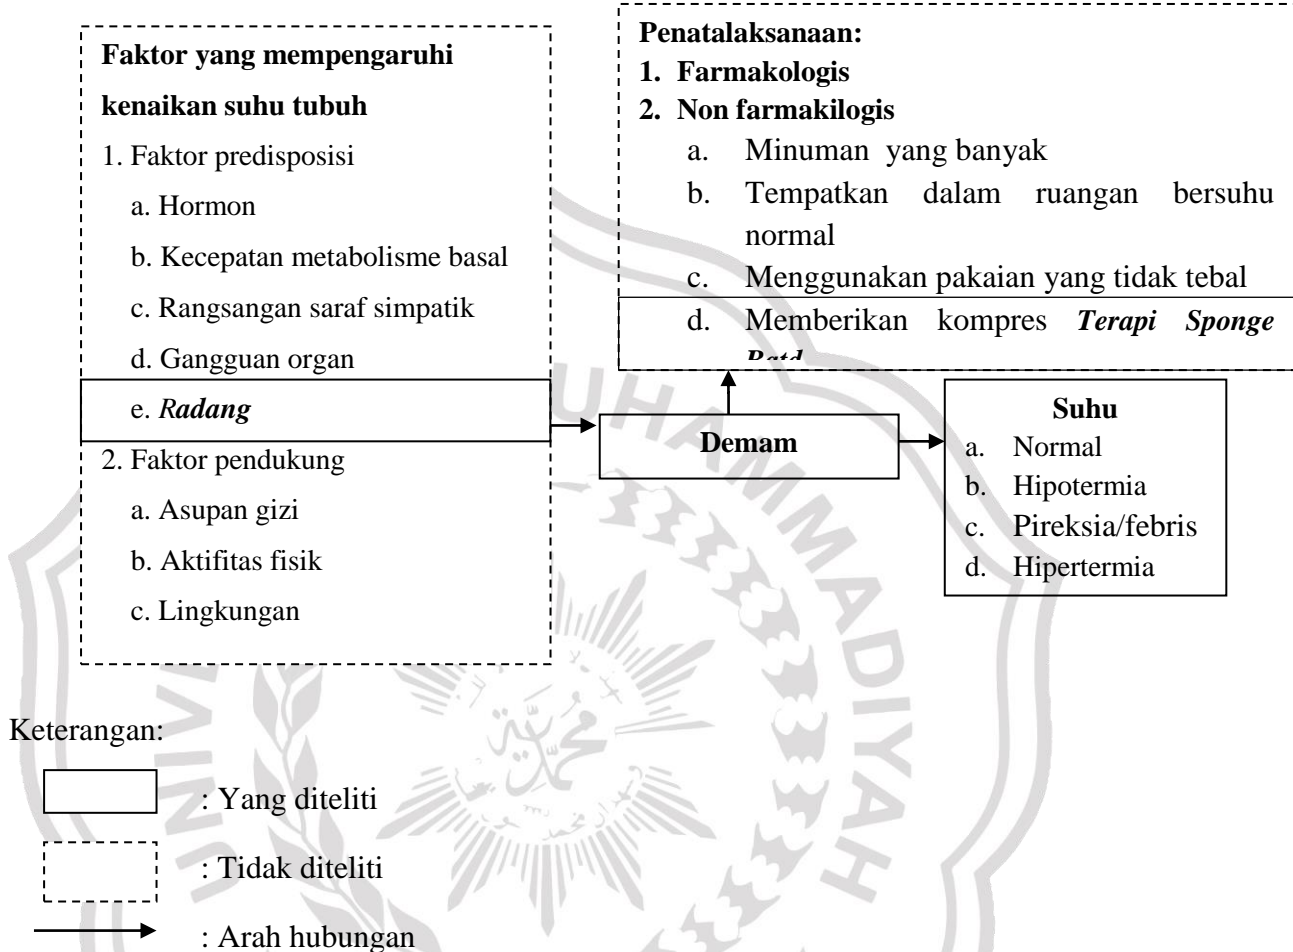 Faktor yang mempengaruhi
kenaikan suhu tubuh
1. Faktor predisposisi
a. Hormon
b. Kecepatan metabolisme basal
c. Rangsangan saraf simpatik
d. Gangguan organ
e. Radang
2. Faktor pendukung
a. Asupan gizi
b. Aktifitas fisik
c. Lingkungan
Penatalaksanaan:
1. Farmakologis
2. Non farmakilogis
a. Minuman yang banyak
b. Tempatkan dalam ruangan bersuhu
normal
c. Menggunakan pakaian yang tidak tebal
d. Memberikan kompres Terapi Sponge
Demam
Suhu
a. Normal
b. Hipotermia
c. Pireksia/febris
d. Hipertermia
Keterangan:
: Yang diteliti
: Tidak diteliti
: Arah hubungan
UHAMMADIYAH